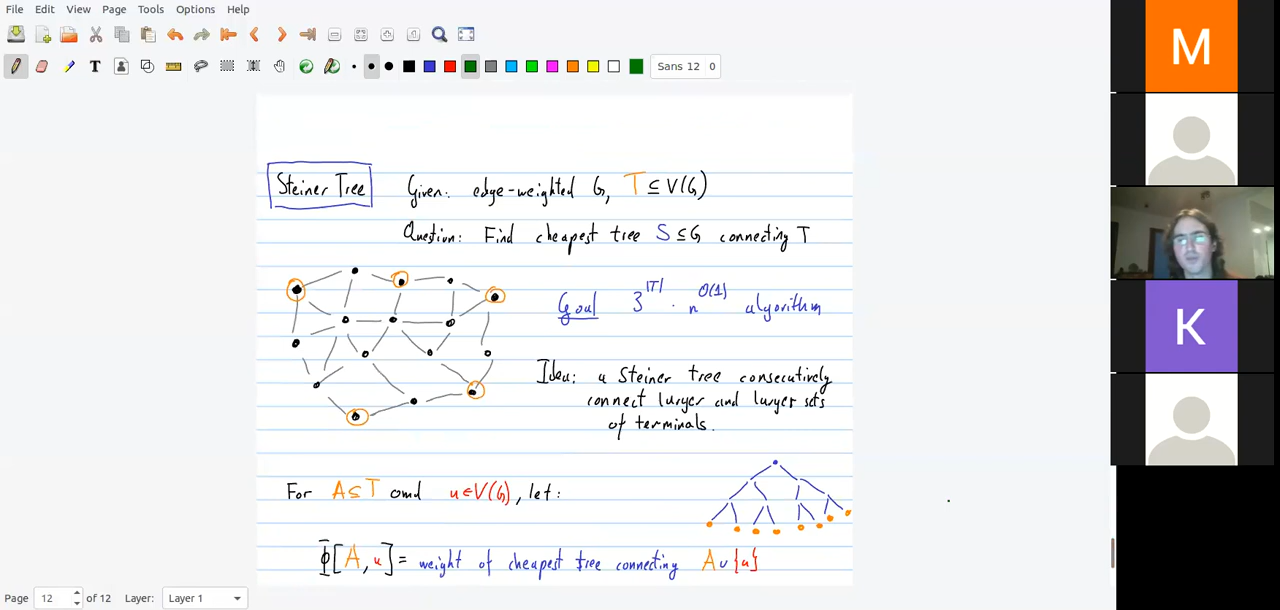 File Edit View Page Tools Options Help
T Sans 12 0
Steiner Tree Given: edge-weighted G, T ⊆ V(G)
Question: Find cheapest tree S ⊆ G connecting T
Goal 3^|T| · n^O(1) algorithm
Idea: a Steiner tree consecutively
connect larger and larger sets
of terminals.
For A ⊆ T and u ∈ V(G), let:
Φ[A, u] = weight of cheapest tree connecting A ∪ {u}
Page 12 of 12 Layer: Layer 1
M
K